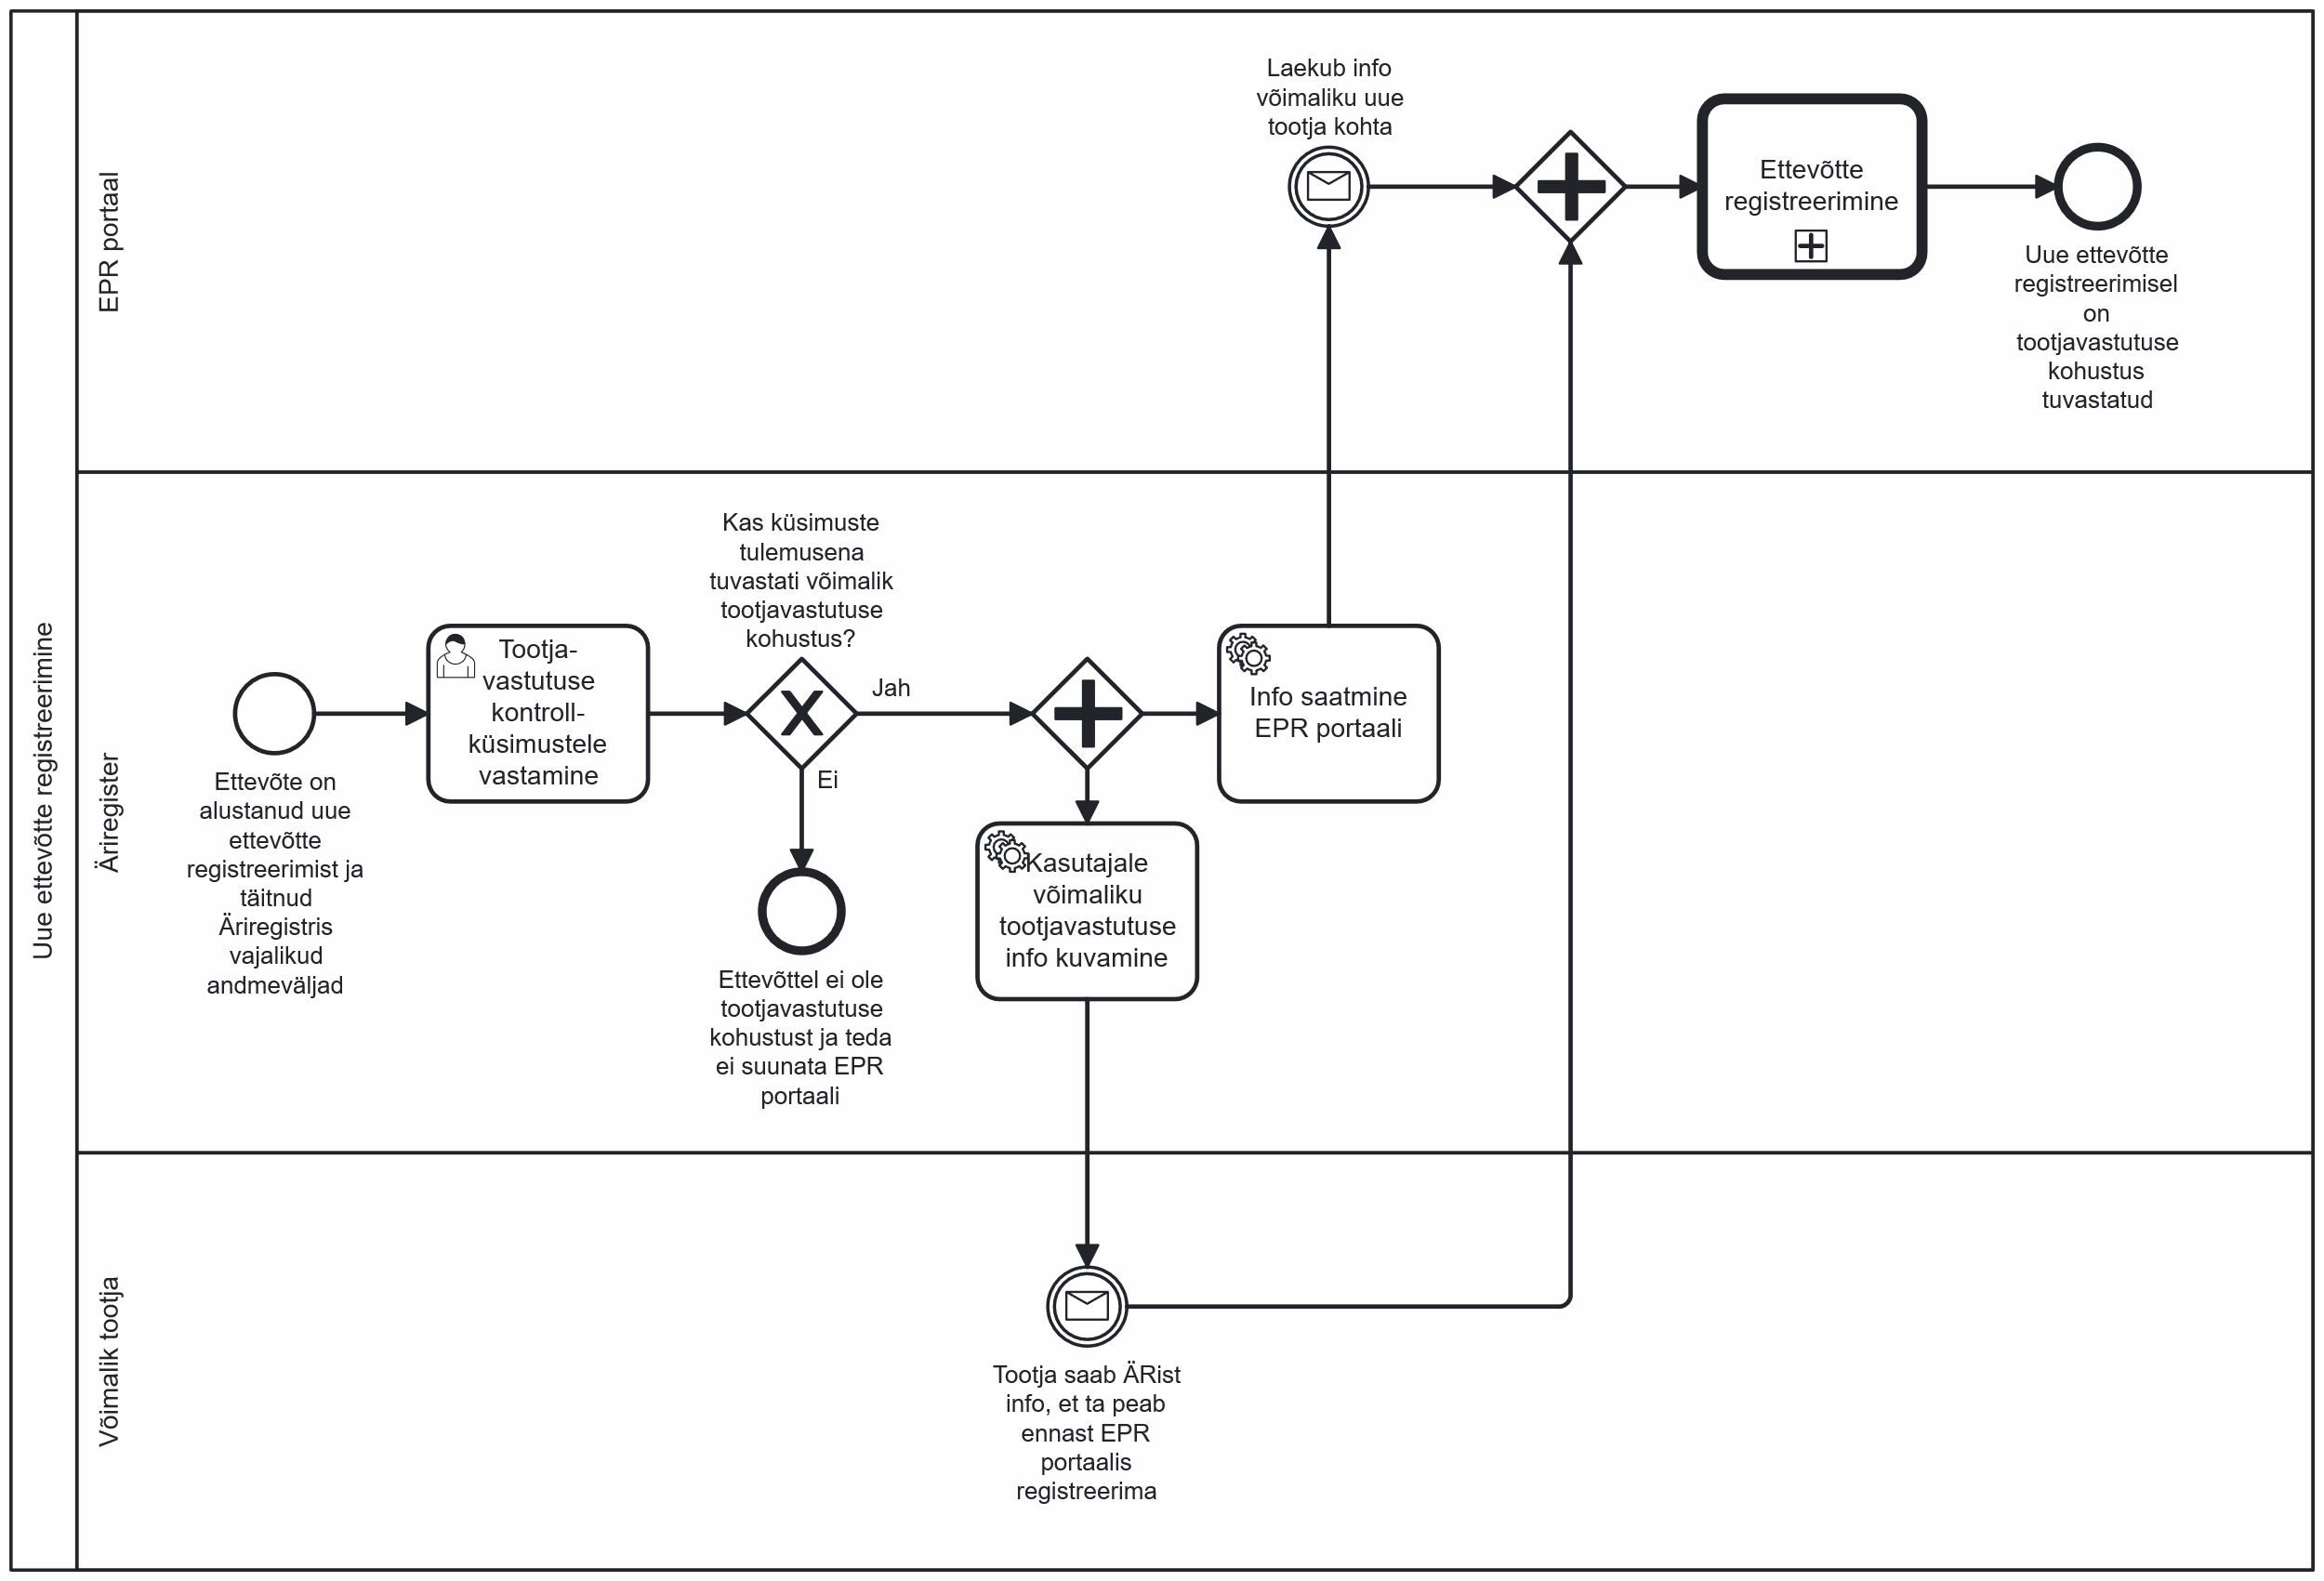 Uue ettevõtte registreerimine
EPR portaal
Laekub info
võimaliku uue
tootja kohta
Ettevõtte
registreerimine
Uue ettevõtte
registreerimisel
on
tootjavastutuse
kohustus
tuvastatud
Äriregister
Ettevõte on
alustanud uue
ettevõtte
registreerimist ja
täitnud
Äriregistris
vajalikud
andmeväljad
Tootja-
vastutuse
kontroll-
küsimustele
vastamine
Kas küsimuste
tulemusena
tuvastati võimalik
tootjavastutuse
kohustus?
Jah
Ei
Ettevõttel ei ole
tootjavastutuse
kohustust ja teda
ei suunata EPR
portaali
Info saatmine
EPR portaali
Kasutajale
võimaliku
tootjavastutuse
info kuvamine
Võimalik tootja
Tootja saab ÄRist
info, et ta peab
ennast EPR
portaalis
registreerima